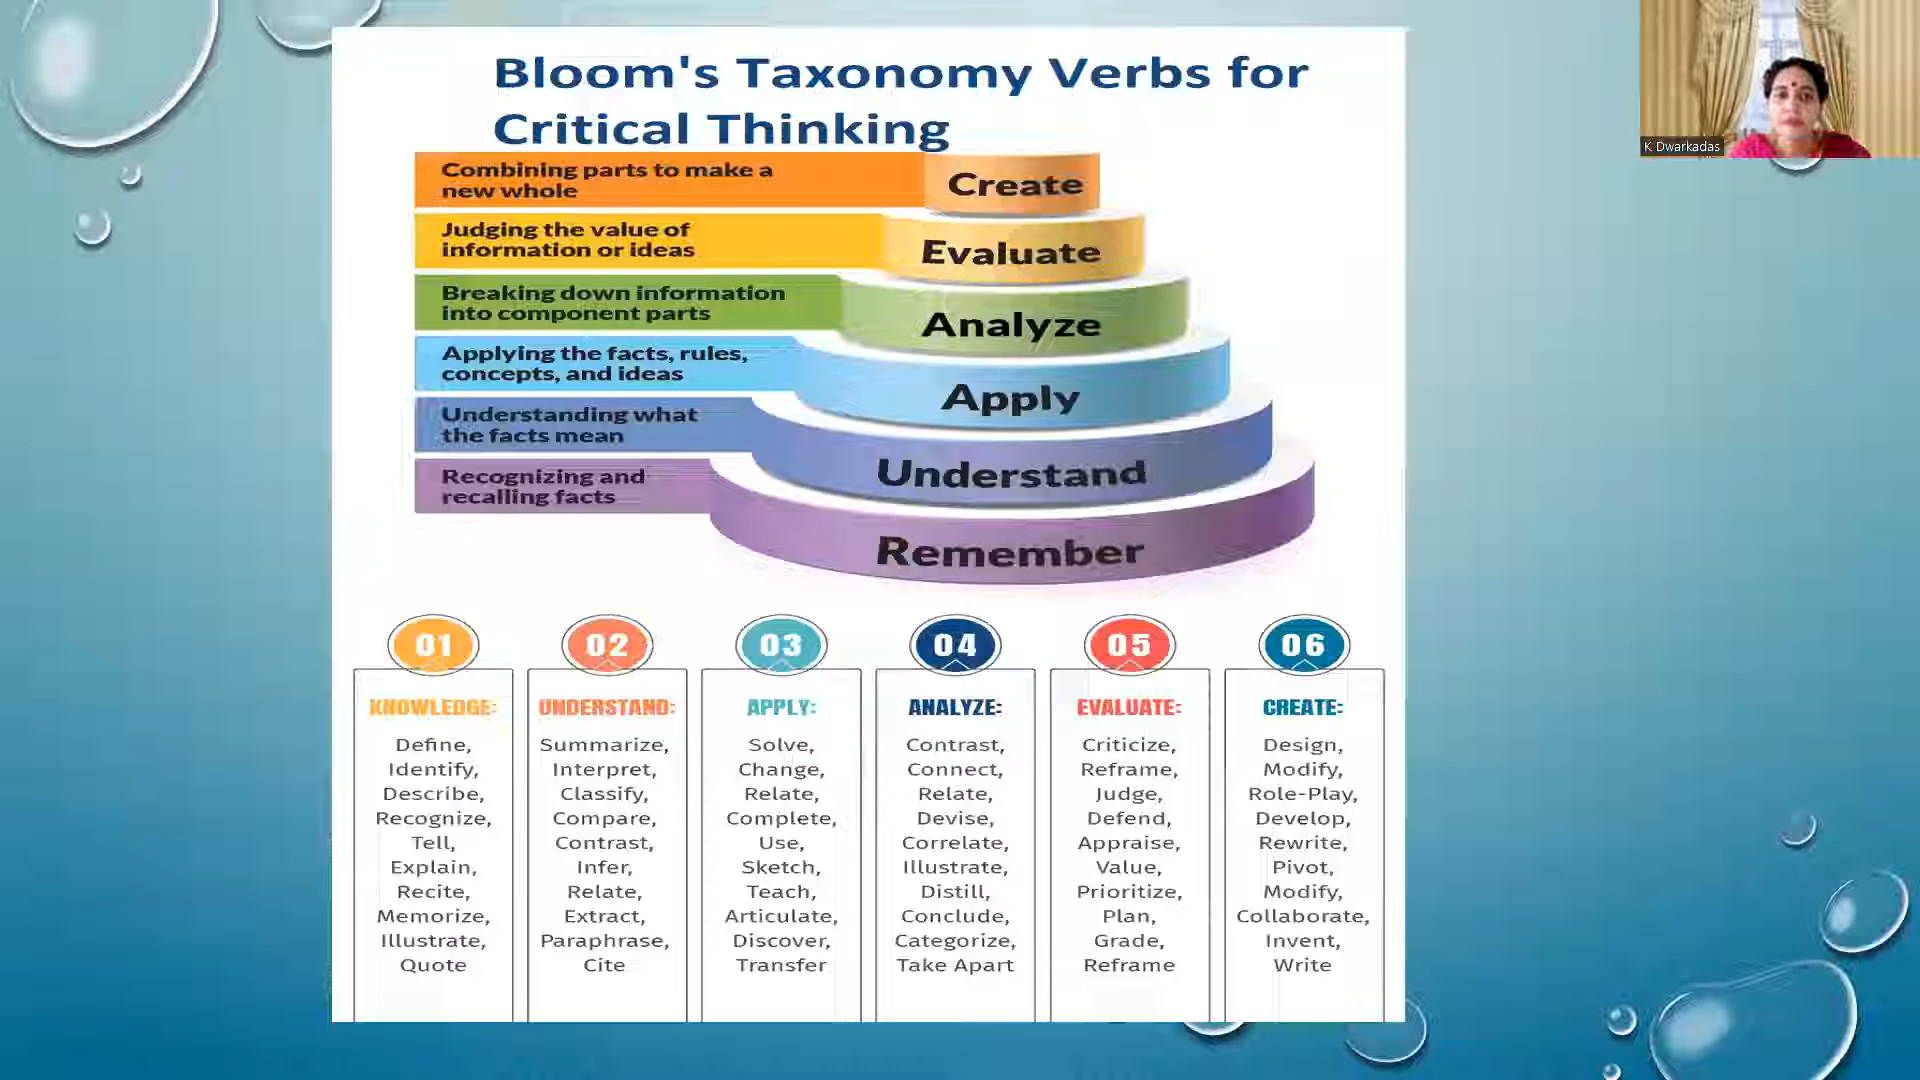 Bloom's Taxonomy Verbs for
Critical Thinking
Combining parts to make a
new whole
Create
Judging the value of
information or ideas
Evaluate
Breaking down information
into component parts
Analyze
Applying the facts, rules,
concepts, and ideas
Apply
Understanding what
the facts mean
Understand
Recognizing and
recalling facts
Remember
01
KNOWLEDGE:
Define,
Identify,
Describe,
Recognize,
Tell,
Explain,
Recite,
Memorize,
Illustrate,
Quote
02
UNDERSTAND:
Summarize,
Interpret,
Classify,
Compare,
Contrast,
Infer,
Relate,
Extract,
Paraphrase,
Cite
03
APPLY:
Solve,
Change,
Relate,
Complete,
Use,
Sketch,
Teach,
Articulate,
Discover,
Transfer
04
ANALYZE:
Contrast,
Connect,
Relate,
Devise,
Correlate,
Illustrate,
Distill,
Conclude,
Categorize,
Take Apart
05
EVALUATE:
Criticize,
Reframe,
Judge,
Defend,
Appraise,
Value,
Prioritize,
Plan,
Grade,
Reframe
06
CREATE:
Design,
Modify,
Role-Play,
Develop,
Rewrite,
Pivot,
Modify,
Collaborate,
Invent,
Write
K Dwarkadas